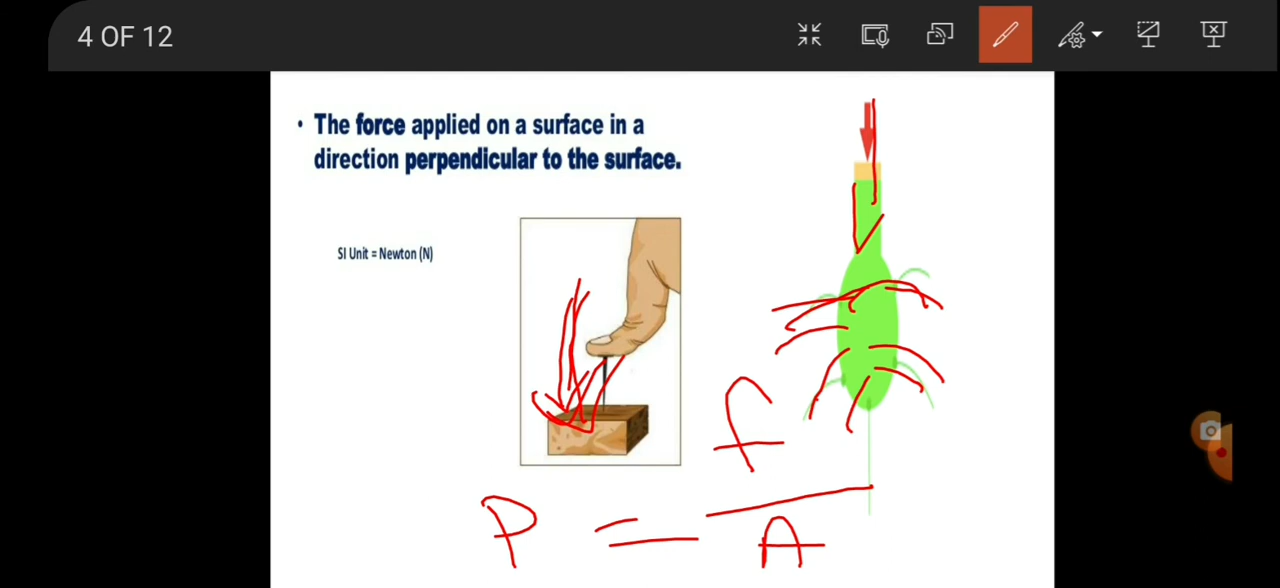 4 OF 12
• The force applied on a surface in a
direction perpendicular to the surface.
SI Unit = Newton (N)
P = f
A